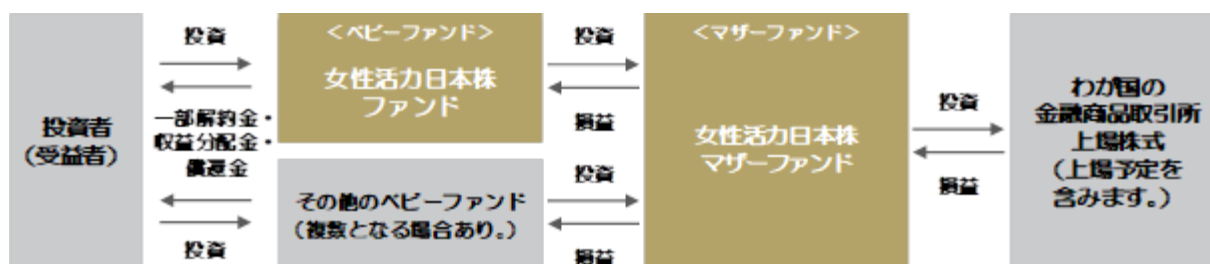 投資者
(受益者)
投資
一部解約金・
収益分配金・
償還金
投資
<ベビーファンド>
女性活力日本株
ファンド
その他のベビーファンド
(複数となる場合あり。)
投資
損益
投資
損益
<マザーファンド>
女性活力日本株
マザーファンド
投資
損益
わが国の
金融商品取引所
上場株式
(上場予定を
含みます。)